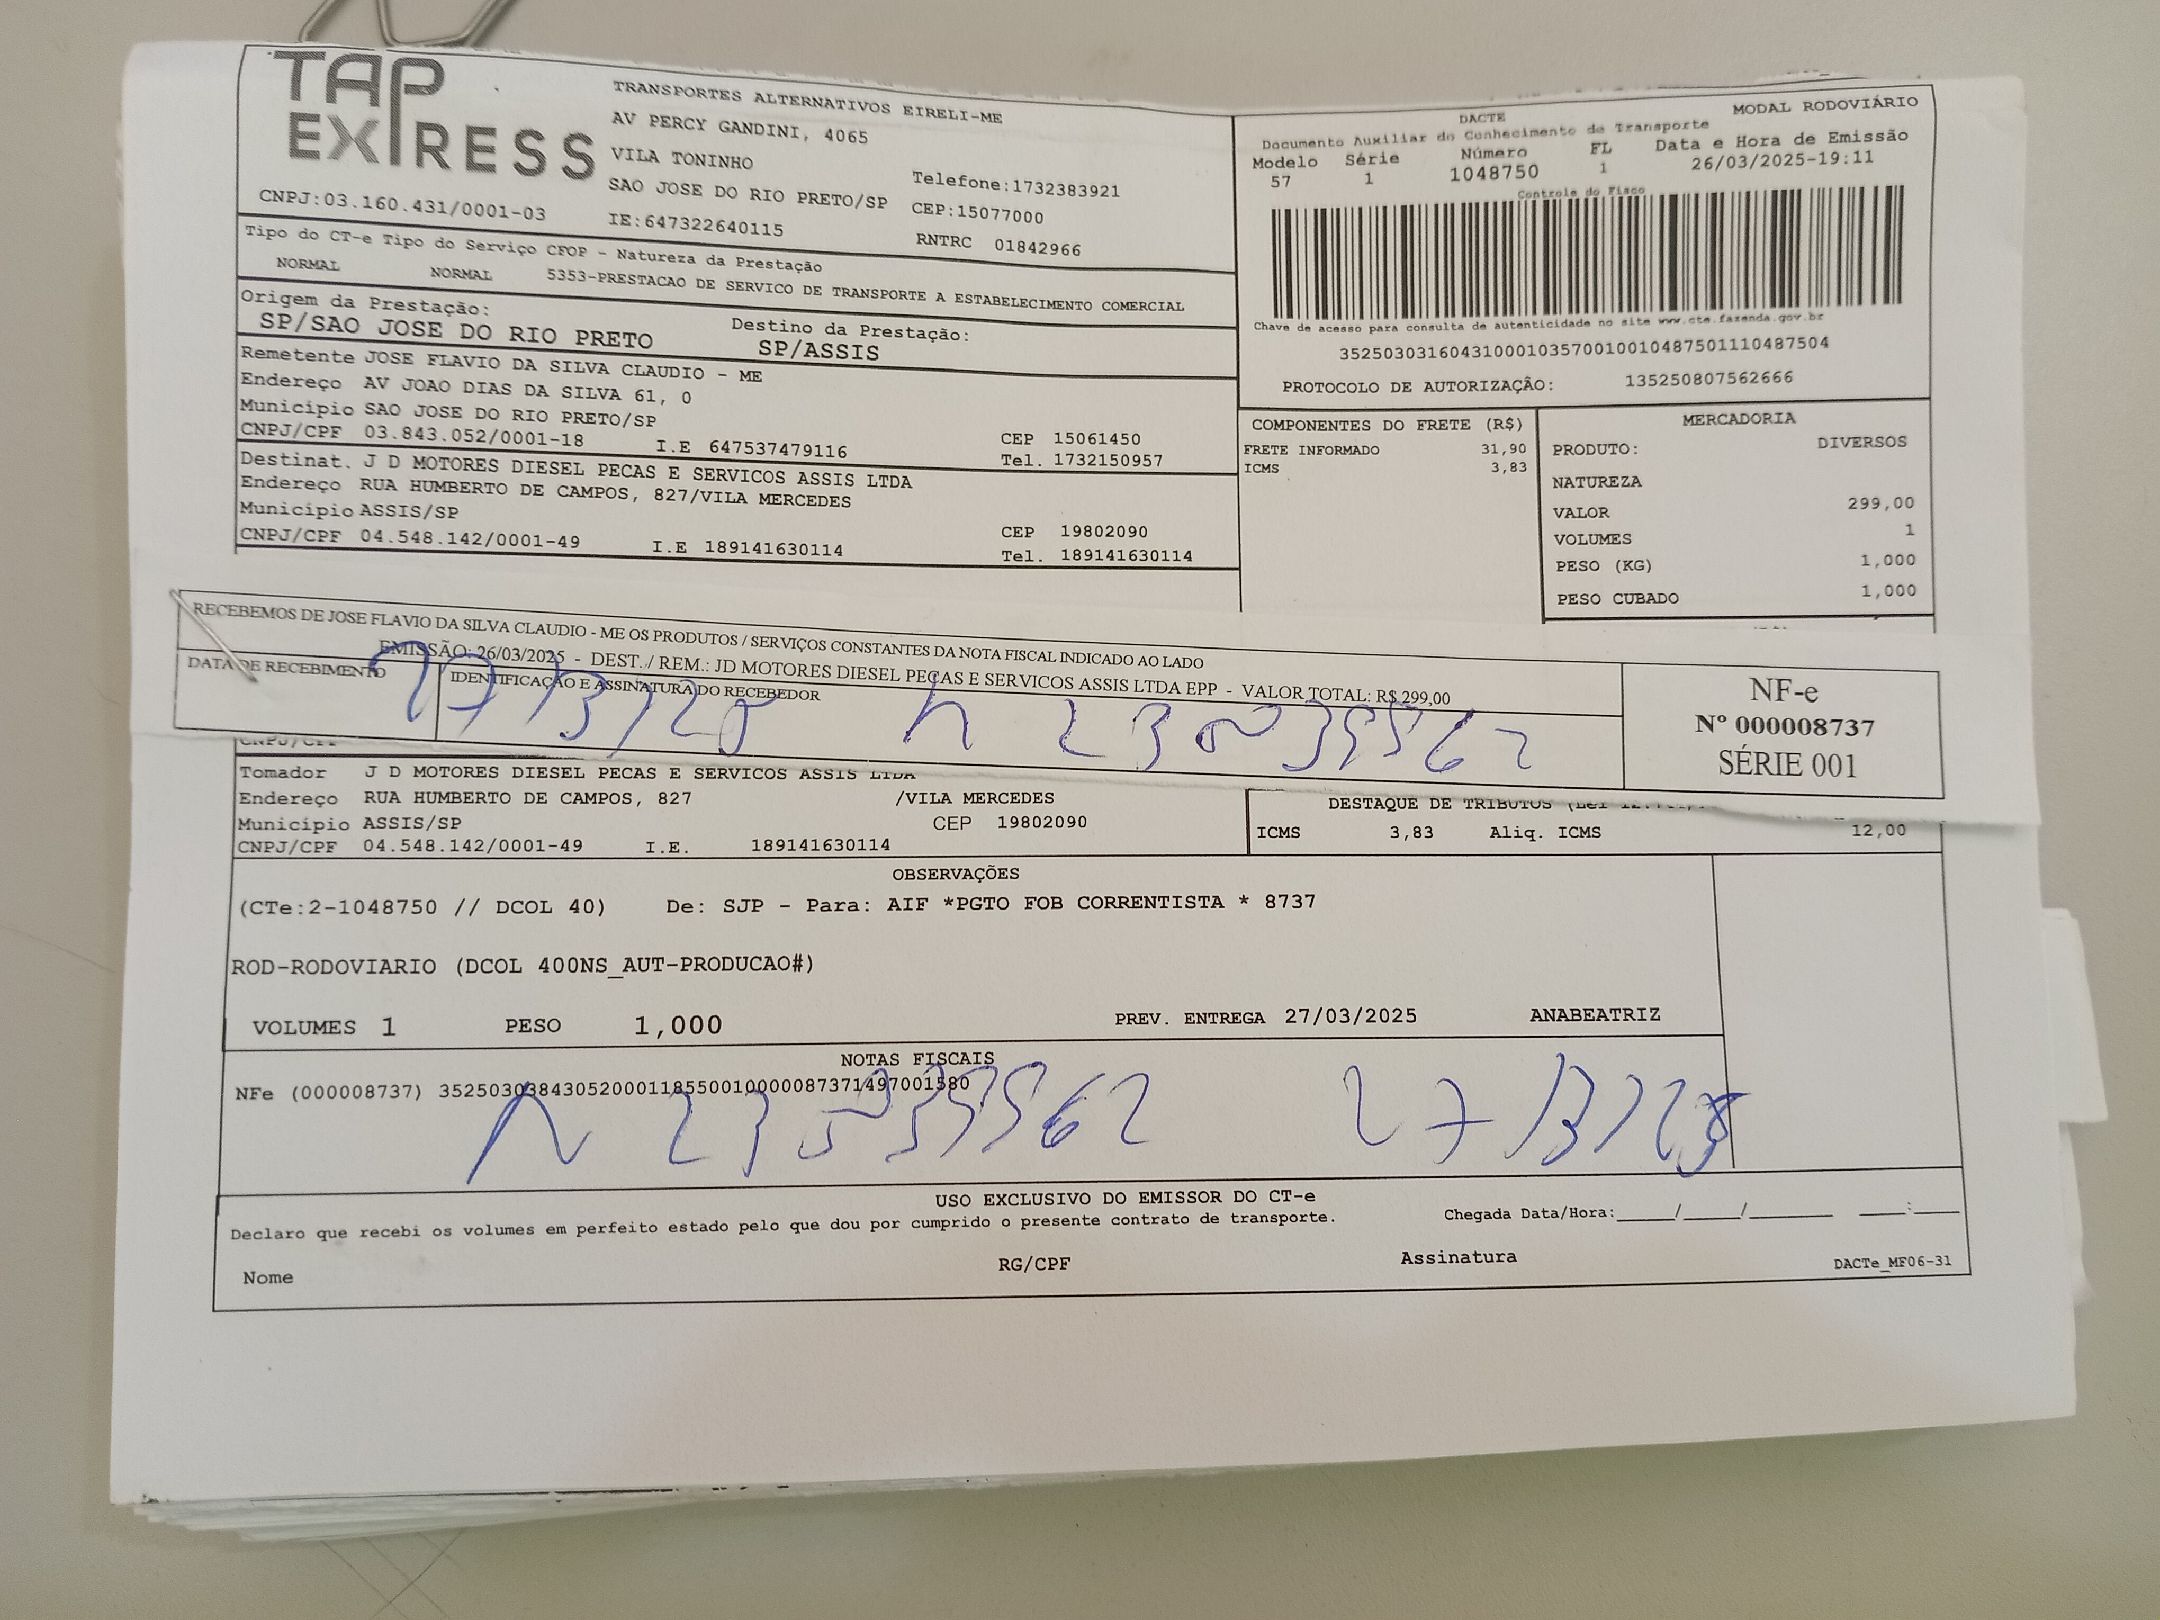 TAP EXPRESS
TRANSPORTES ALTERNATIVOS EIRELI-ME
AV PERCY GANDINI, 4065
VILA TONINHO
SAO JOSE DO RIO PRETO/SP
Telefone:1732383921
CEP:15077000
CNPJ:03.160.431/0001-03
IE:647322640115
RNTRC 01842966
DACTE
MODAL RODOVIÁRIO
Documento Auxiliar do Conhecimento de Transporte
Modelo Série Número FL Data e Hora de Emissão
57 1 1048750 1 26/03/2025-19:11
Controle do Fisco
Chave de acesso para consulta de autenticidade no site www.cte.fazenda.gov.br
35250303160431000103570010010487501110487504
PROTOCOLO DE AUTORIZAÇÃO: 135250807562666
Tipo do CT-e Tipo do Serviço CFOP - Natureza da Prestação
NORMAL NORMAL 5353-PRESTACAO DE SERVICO DE TRANSPORTE A ESTABELECIMENTO COMERCIAL
Origem da Prestação: Destino da Prestação:
SP/SAO JOSE DO RIO PRETO SP/ASSIS
Remetente JOSE FLAVIO DA SILVA CLAUDIO - ME
Endereço AV JOAO DIAS DA SILVA 61, 0
Município SAO JOSE DO RIO PRETO/SP CEP 15061450
CNPJ/CPF 03.843.052/0001-18 I.E 647537479116 Tel. 1732150957
Destinat. J D MOTORES DIESEL PECAS E SERVICOS ASSIS LTDA
Endereço RUA HUMBERTO DE CAMPOS, 827/VILA MERCEDES
Município ASSIS/SP CEP 19802090
CNPJ/CPF 04.548.142/0001-49 I.E 189141630114 Tel. 189141630114
COMPONENTES DO FRETE (R$)
FRETE INFORMADO 31,90
ICMS 3,83
MERCADORIA
PRODUTO: DIVERSOS
NATUREZA
VALOR 299,00
VOLUMES 1
PESO (KG) 1,000
PESO CUBADO 1,000
RECEBEMOS DE JOSE FLAVIO DA SILVA CLAUDIO - ME OS PRODUTOS / SERVIÇOS CONSTANTES DA NOTA FISCAL INDICADO AO LADO
EMISSÃO: 26/03/2025 - DEST./ REM.: JD MOTORES DIESEL PEÇAS E SERVICOS ASSIS LTDA EPP - VALOR TOTAL: R$ 299,00
DATA DE RECEBIMENTO IDENTIFICAÇÃO E ASSINATURA DO RECEBEDOR
27/3/25
NF-e
Nº 000008737
SÉRIE 001
CNPJ/CPF
Tomador J D MOTORES DIESEL PECAS E SERVICOS ASSIS LTDA
Endereço RUA HUMBERTO DE CAMPOS, 827 /VILA MERCEDES
Município ASSIS/SP CEP 19802090
CNPJ/CPF 04.548.142/0001-49 I.E. 189141630114
DESTAQUE DE TRIBUTOS
ICMS 3,83 Aliq. ICMS 12,00
OBSERVAÇÕES
(CTe:2-1048750 // DCOL 40) De: SJP - Para: AIF *PGTO FOB CORRENTISTA * 8737
ROD-RODOVIARIO (DCOL 400NS_AUT-PRODUCAO#)
VOLUMES 1 PESO 1,000 PREV. ENTREGA 27/03/2025 ANABEATRIZ
NOTAS FISCAIS
NFe (000008737) 35250303843052000118550010000087371497001580
27/3/25
USO EXCLUSIVO DO EMISSOR DO CT-e
Declaro que recebi os volumes em perfeito estado pelo que dou por cumprido o presente contrato de transporte. Chegada Data/Hora:____/____/______ ___:___
Nome RG/CPF Assinatura DACTe_MF06-31